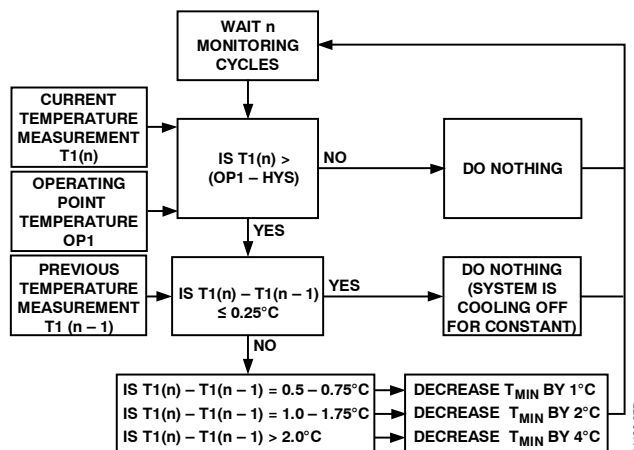 WAIT n
MONITORING
CYCLES
CURRENT
TEMPERATURE
MEASUREMENT
T1(n)
IS T1(n) >
(OP1 – HYS)
NO
DO NOTHING
OPERATING
POINT
TEMPERATURE
OP1
YES
PREVIOUS
TEMPERATURE
MEASUREMENT
T1 (n – 1)
IS T1(n) – T1(n – 1)
≤ 0.25°C
YES
DO NOTHING
(SYSTEM IS
COOLING OFF
FOR CONSTANT)
NO
IS T1(n) – T1(n – 1) = 0.5 – 0.75°C
DECREASE TMIN BY 1°C
IS T1(n) – T1(n – 1) = 1.0 – 1.75°C
DECREASE TMIN BY 2°C
IS T1(n) – T1(n – 1) > 2.0°C
DECREASE TMIN BY 4°C